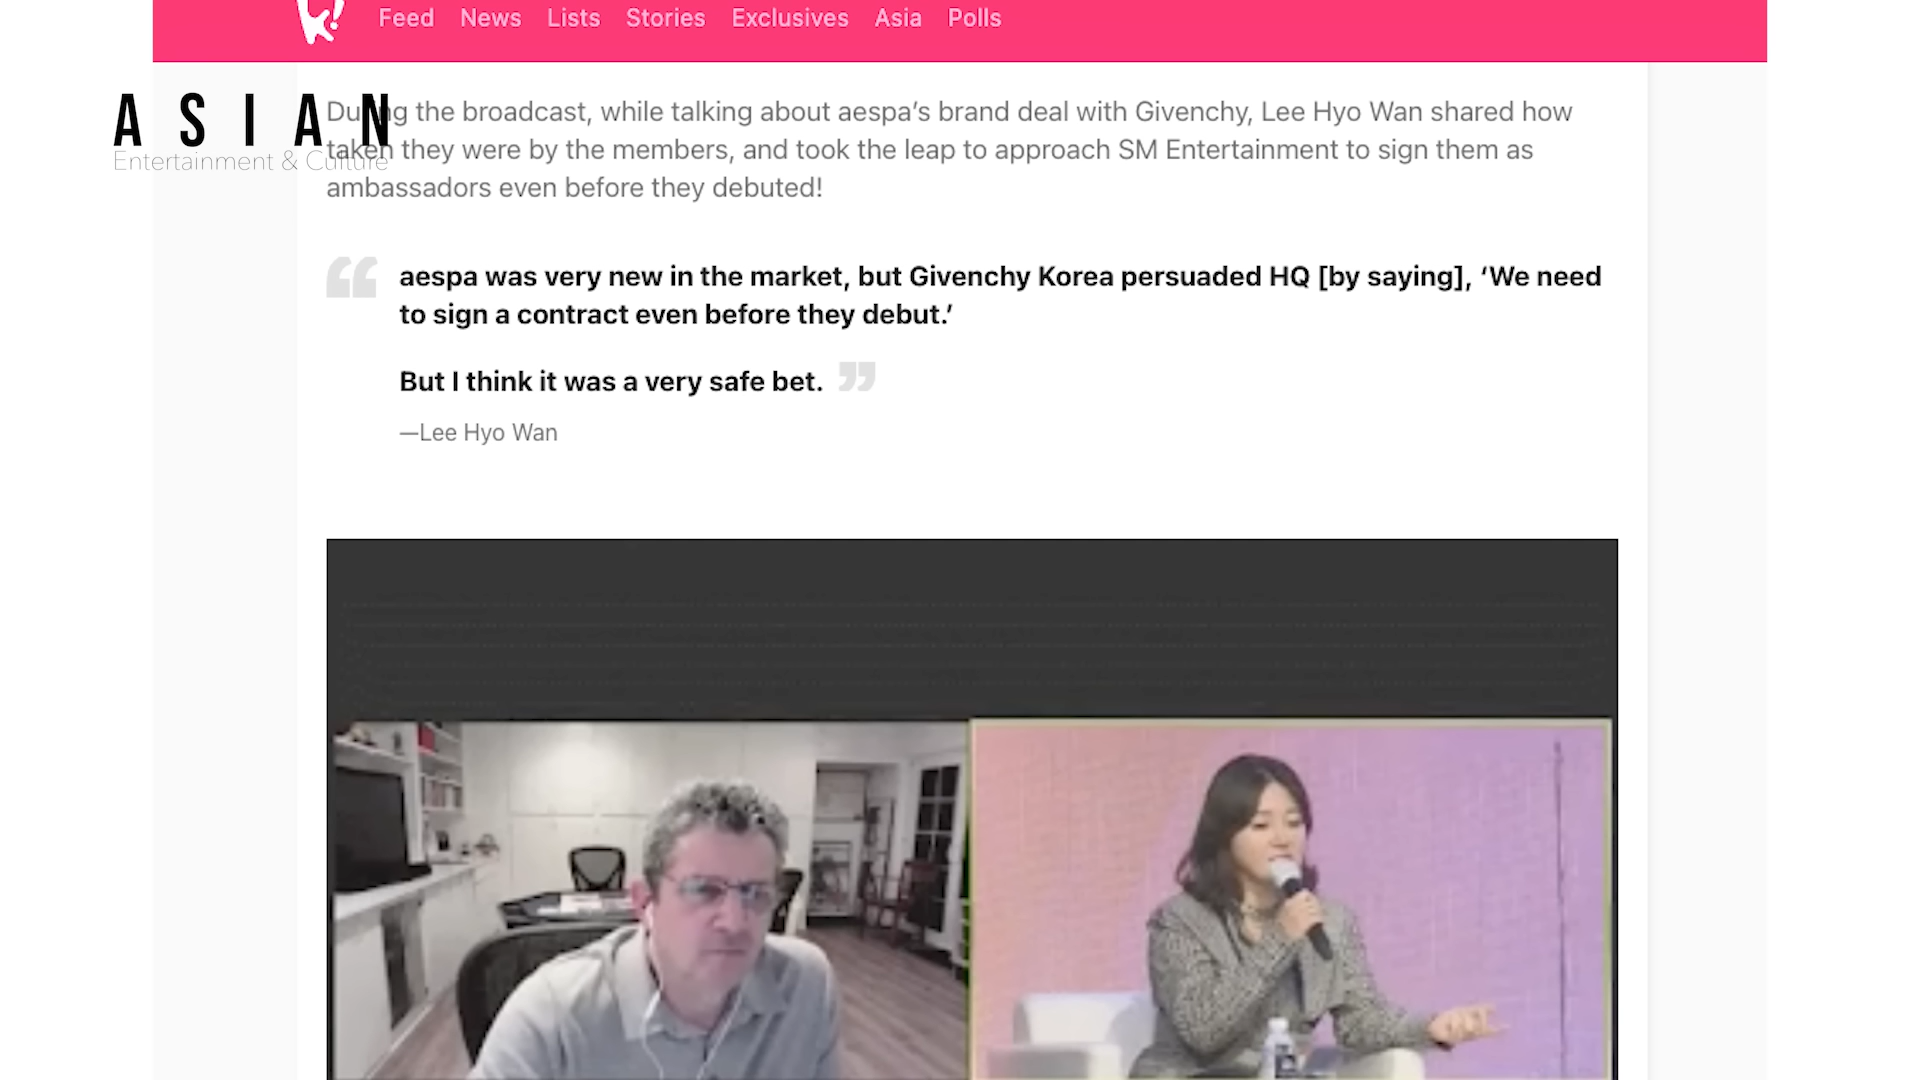 k!
Feed News Lists Stories Exclusives Asia Polls
ASIAN
Entertainment & Culture
During the broadcast, while talking about aespa’s brand deal with Givenchy, Lee Hyo Wan shared how
taken they were by the members, and took the leap to approach SM Entertainment to sign them as
ambassadors even before they debuted!
“ aespa was very new in the market, but Givenchy Korea persuaded HQ [by saying], ‘We need
to sign a contract even before they debut.’
But I think it was a very safe bet. ”
—Lee Hyo Wan